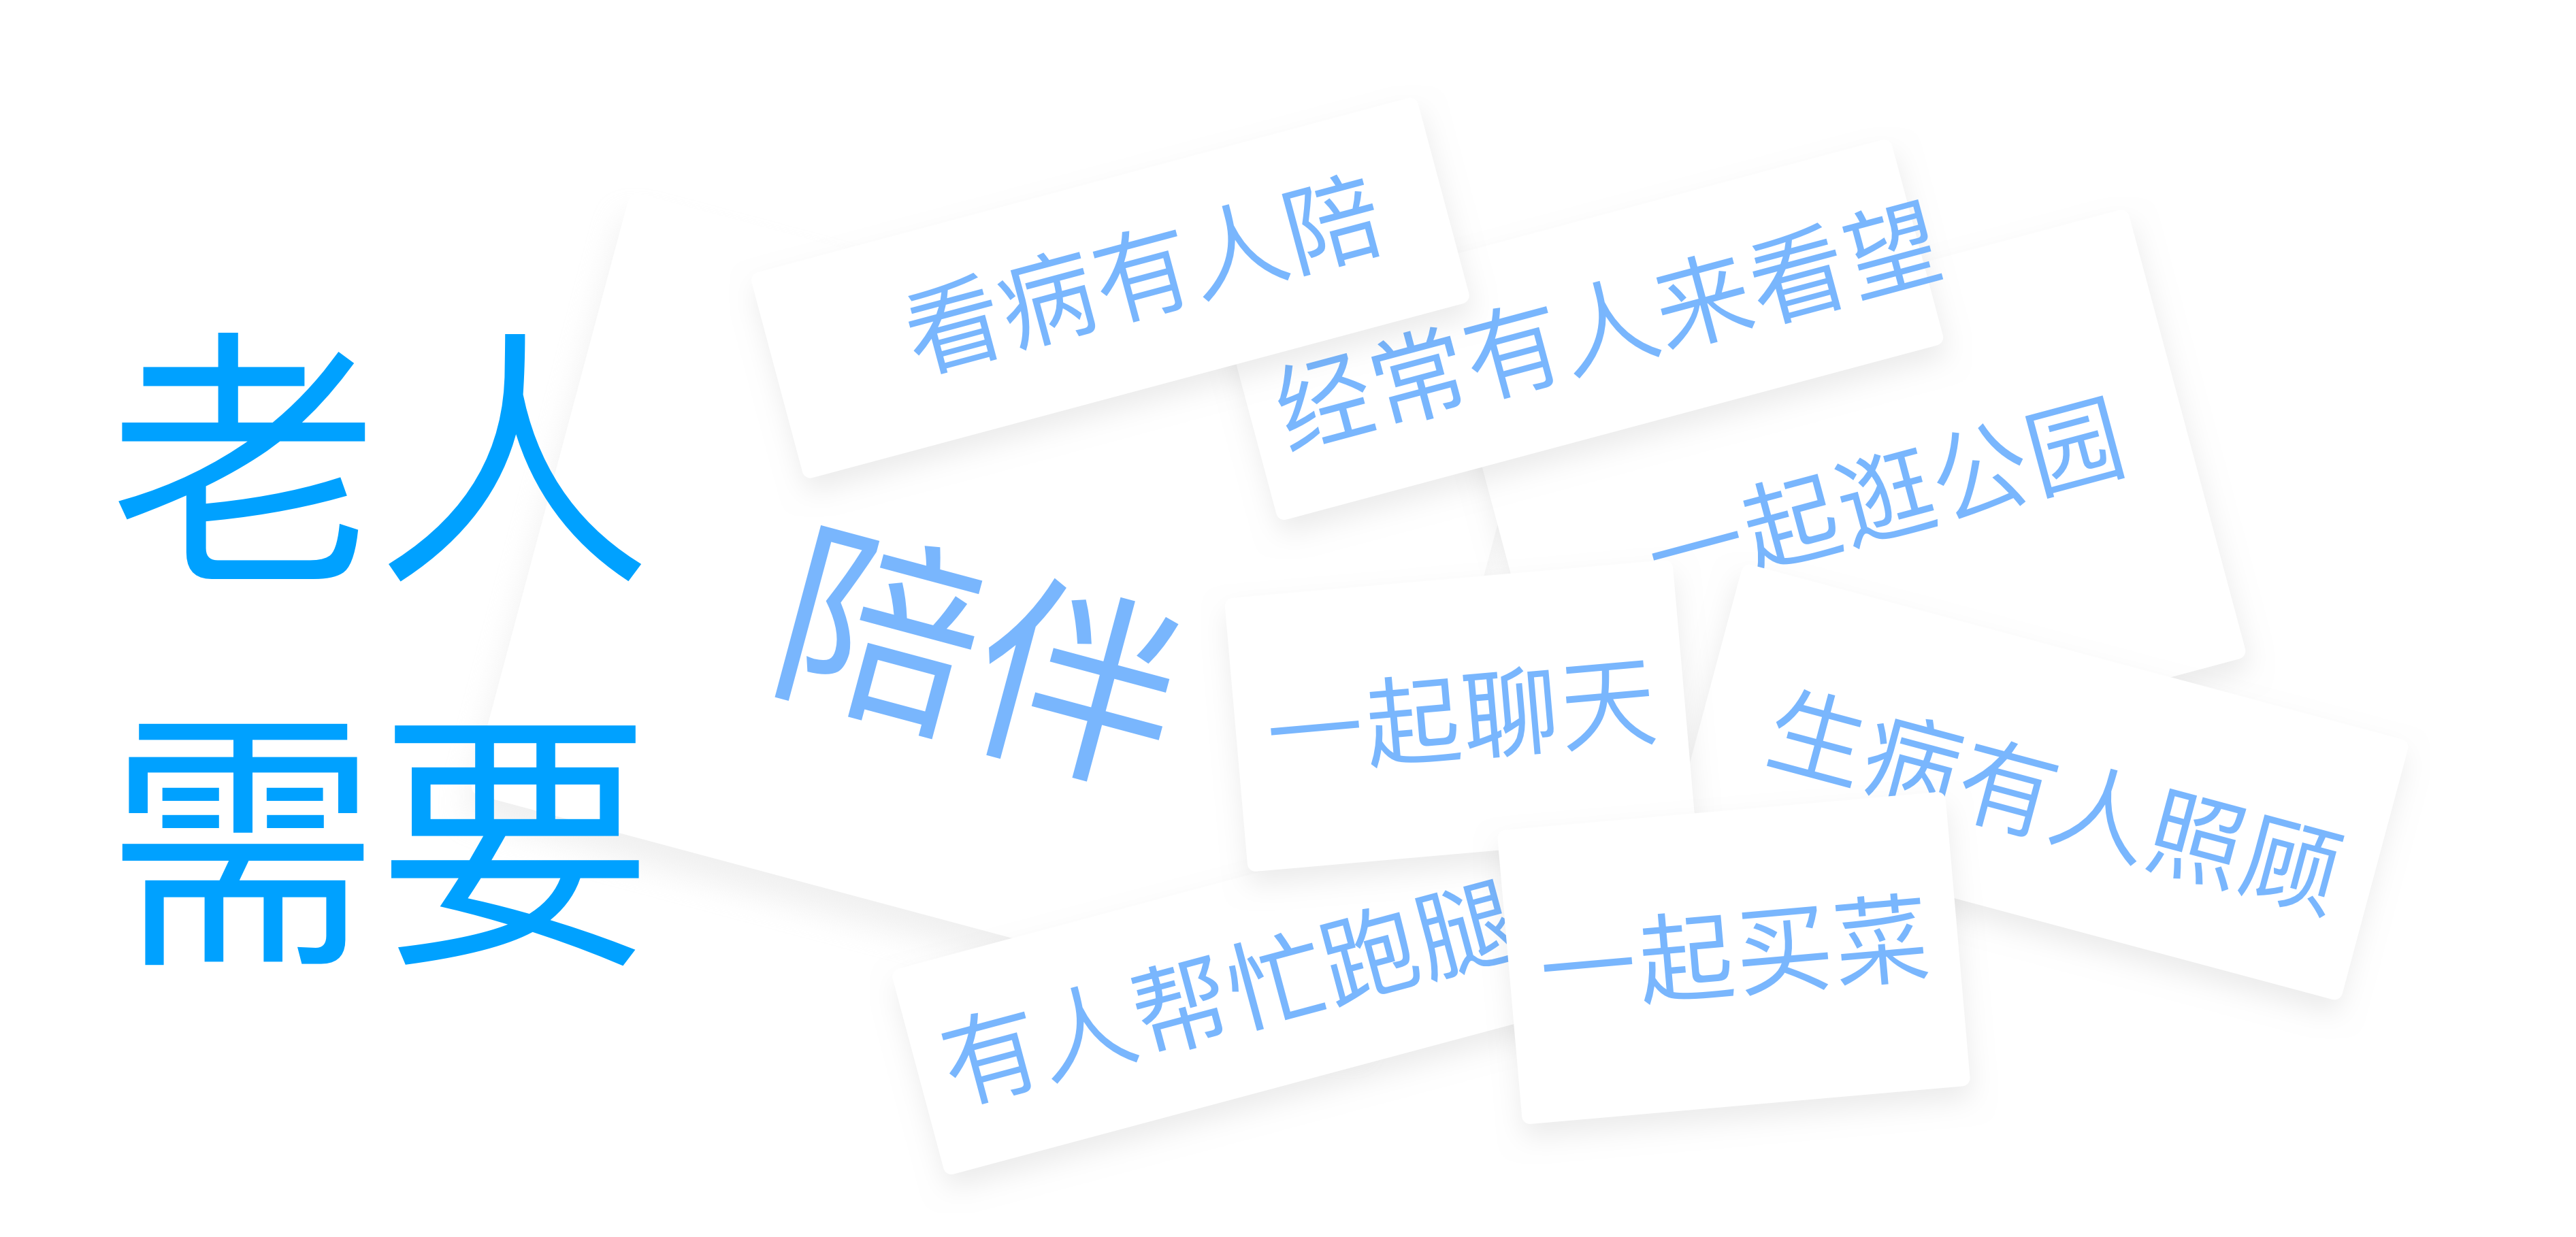 老人
需要
看病有人陪
经常有人来看望
一起逛公园
陪伴
一起聊天
生病有人照顾
有人帮忙跑腿
一起买菜